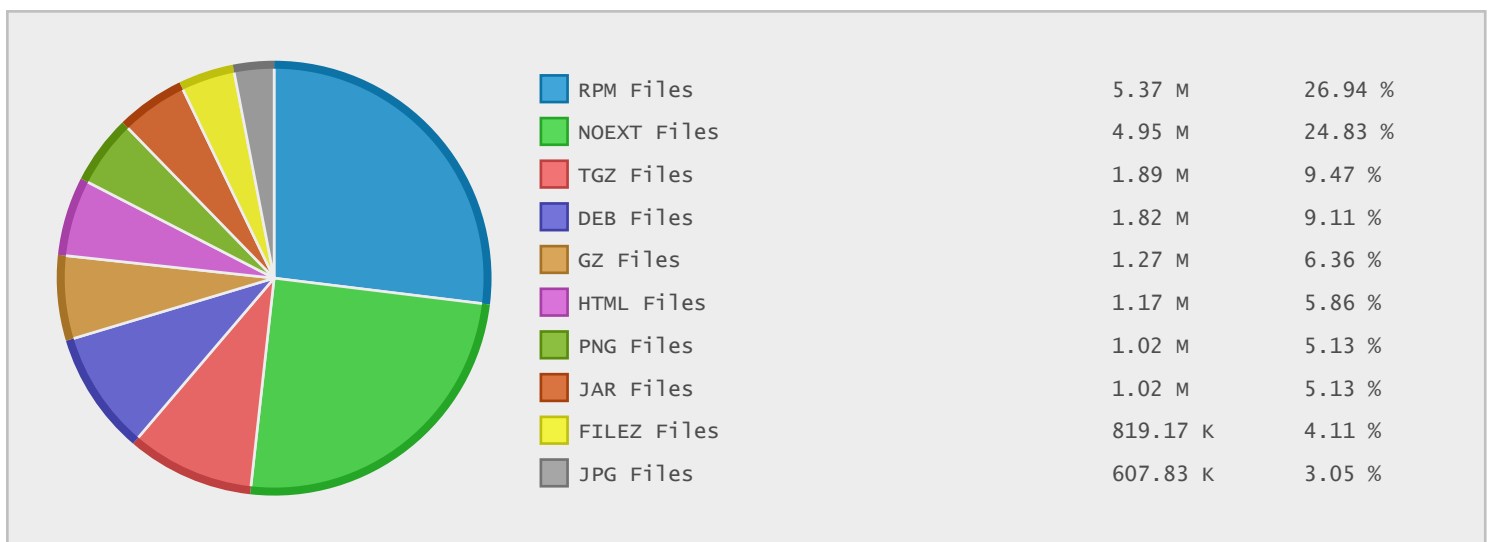 RPM Files 5.37 M 26.94 %
NOEXT Files 4.95 M 24.83 %
TGZ Files 1.89 M 9.47 %
DEB Files 1.82 M 9.11 %
GZ Files 1.27 M 6.36 %
HTML Files 1.17 M 5.86 %
PNG Files 1.02 M 5.13 %
JAR Files 1.02 M 5.13 %
FILEZ Files 819.17 K 4.11 %
JPG Files 607.83 K 3.05 %